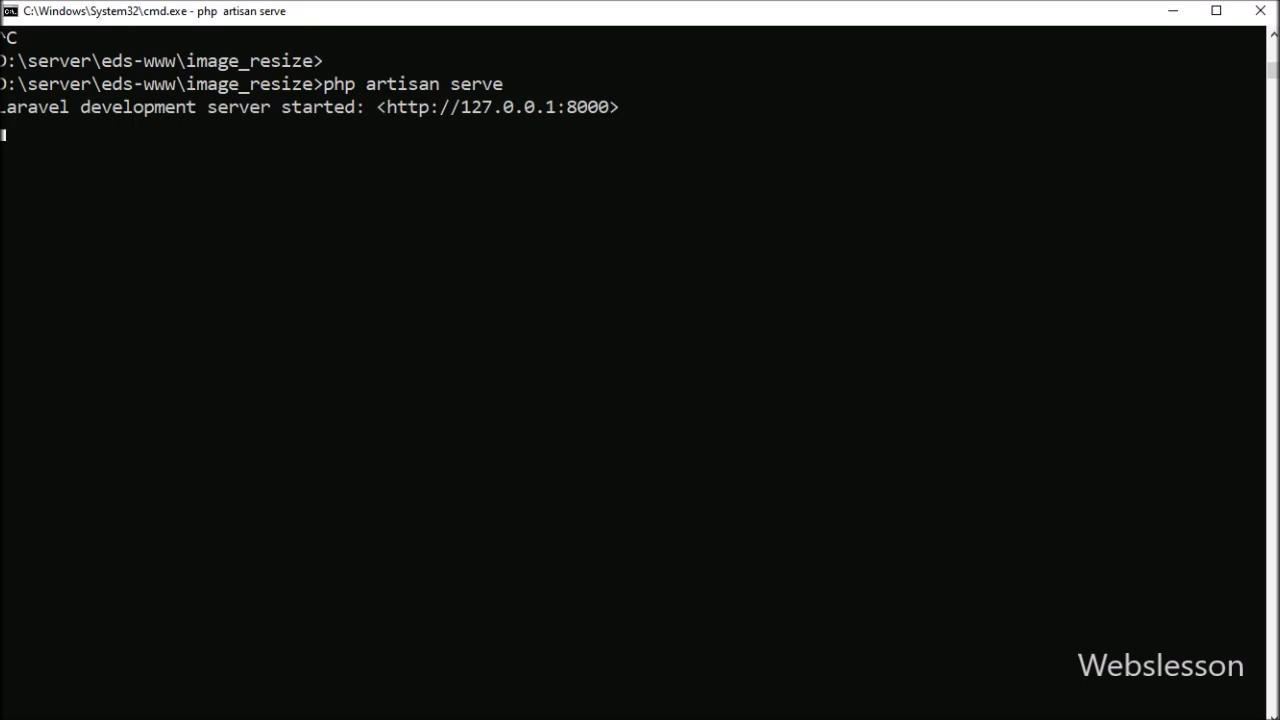 C:\Windows\System32\cmd.exe - php  artisan serve
^C
D:\server\eds-www\image_resize>
D:\server\eds-www\image_resize>php artisan serve
Laravel development server started: <http://127.0.0.1:8000>
Webslesson